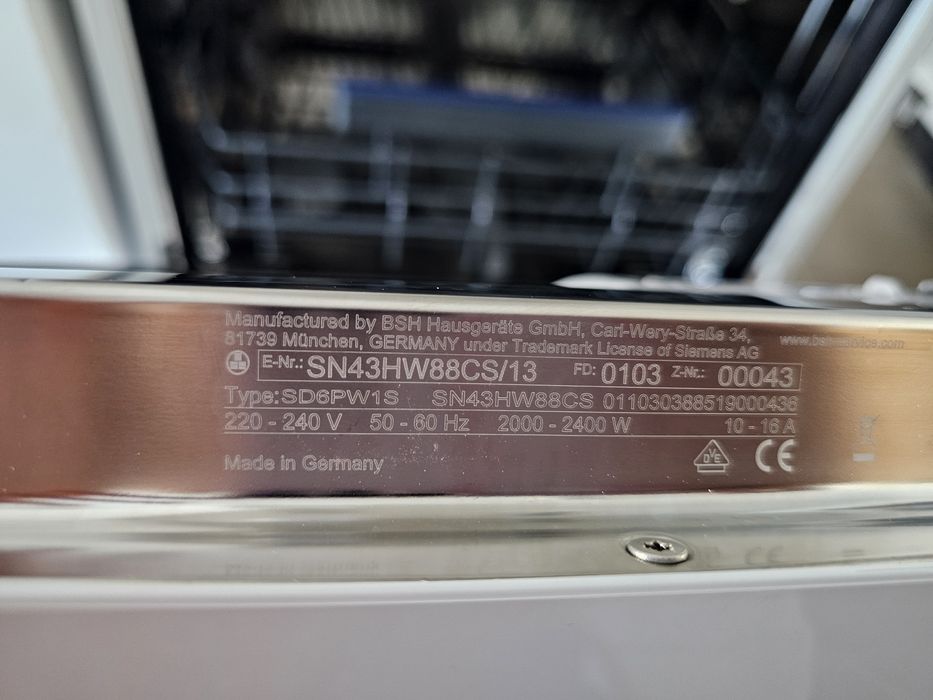 Manufactured by BSH Hausgeräte GmbH, Carl-Wery-Straße 34,
81739 München, GERMANY under Trademark License of Siemens AG
E-Nr.: SN43HW88CS/13 FD: 0103 Z-Nr.: 00043
Type: SD6PW1S SN43HW88CS 011030388519000436
220 - 240 V 50 - 60 Hz 2000 - 2400 W 10 - 16 A
Made in Germany
DVE CE